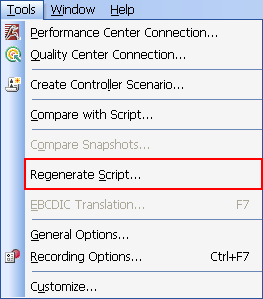 Tools Window Help
Performance Center Connection...
Quality Center Connection...
Create Controller Scenario...
Compare with Script...
Compare Snapshots...
Regenerate Script...
EBCDIC Translation... F7
General Options...
Recording Options... Ctrl+F7
Customize...